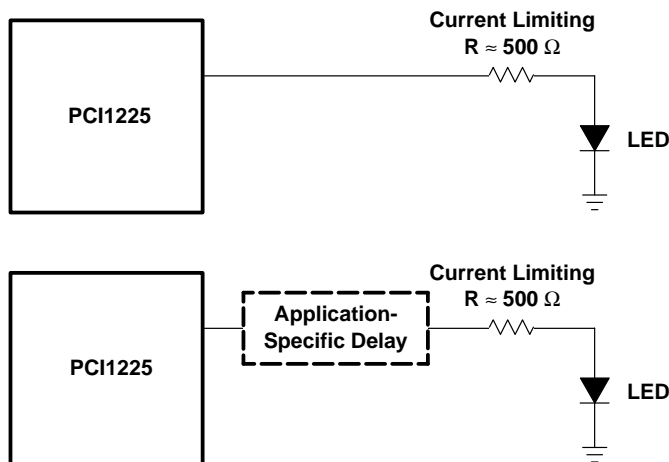 Current Limiting
R ≈ 500 Ω
PCI1225
LED
Current Limiting
R ≈ 500 Ω
Application-
Specific Delay
PCI1225
LED